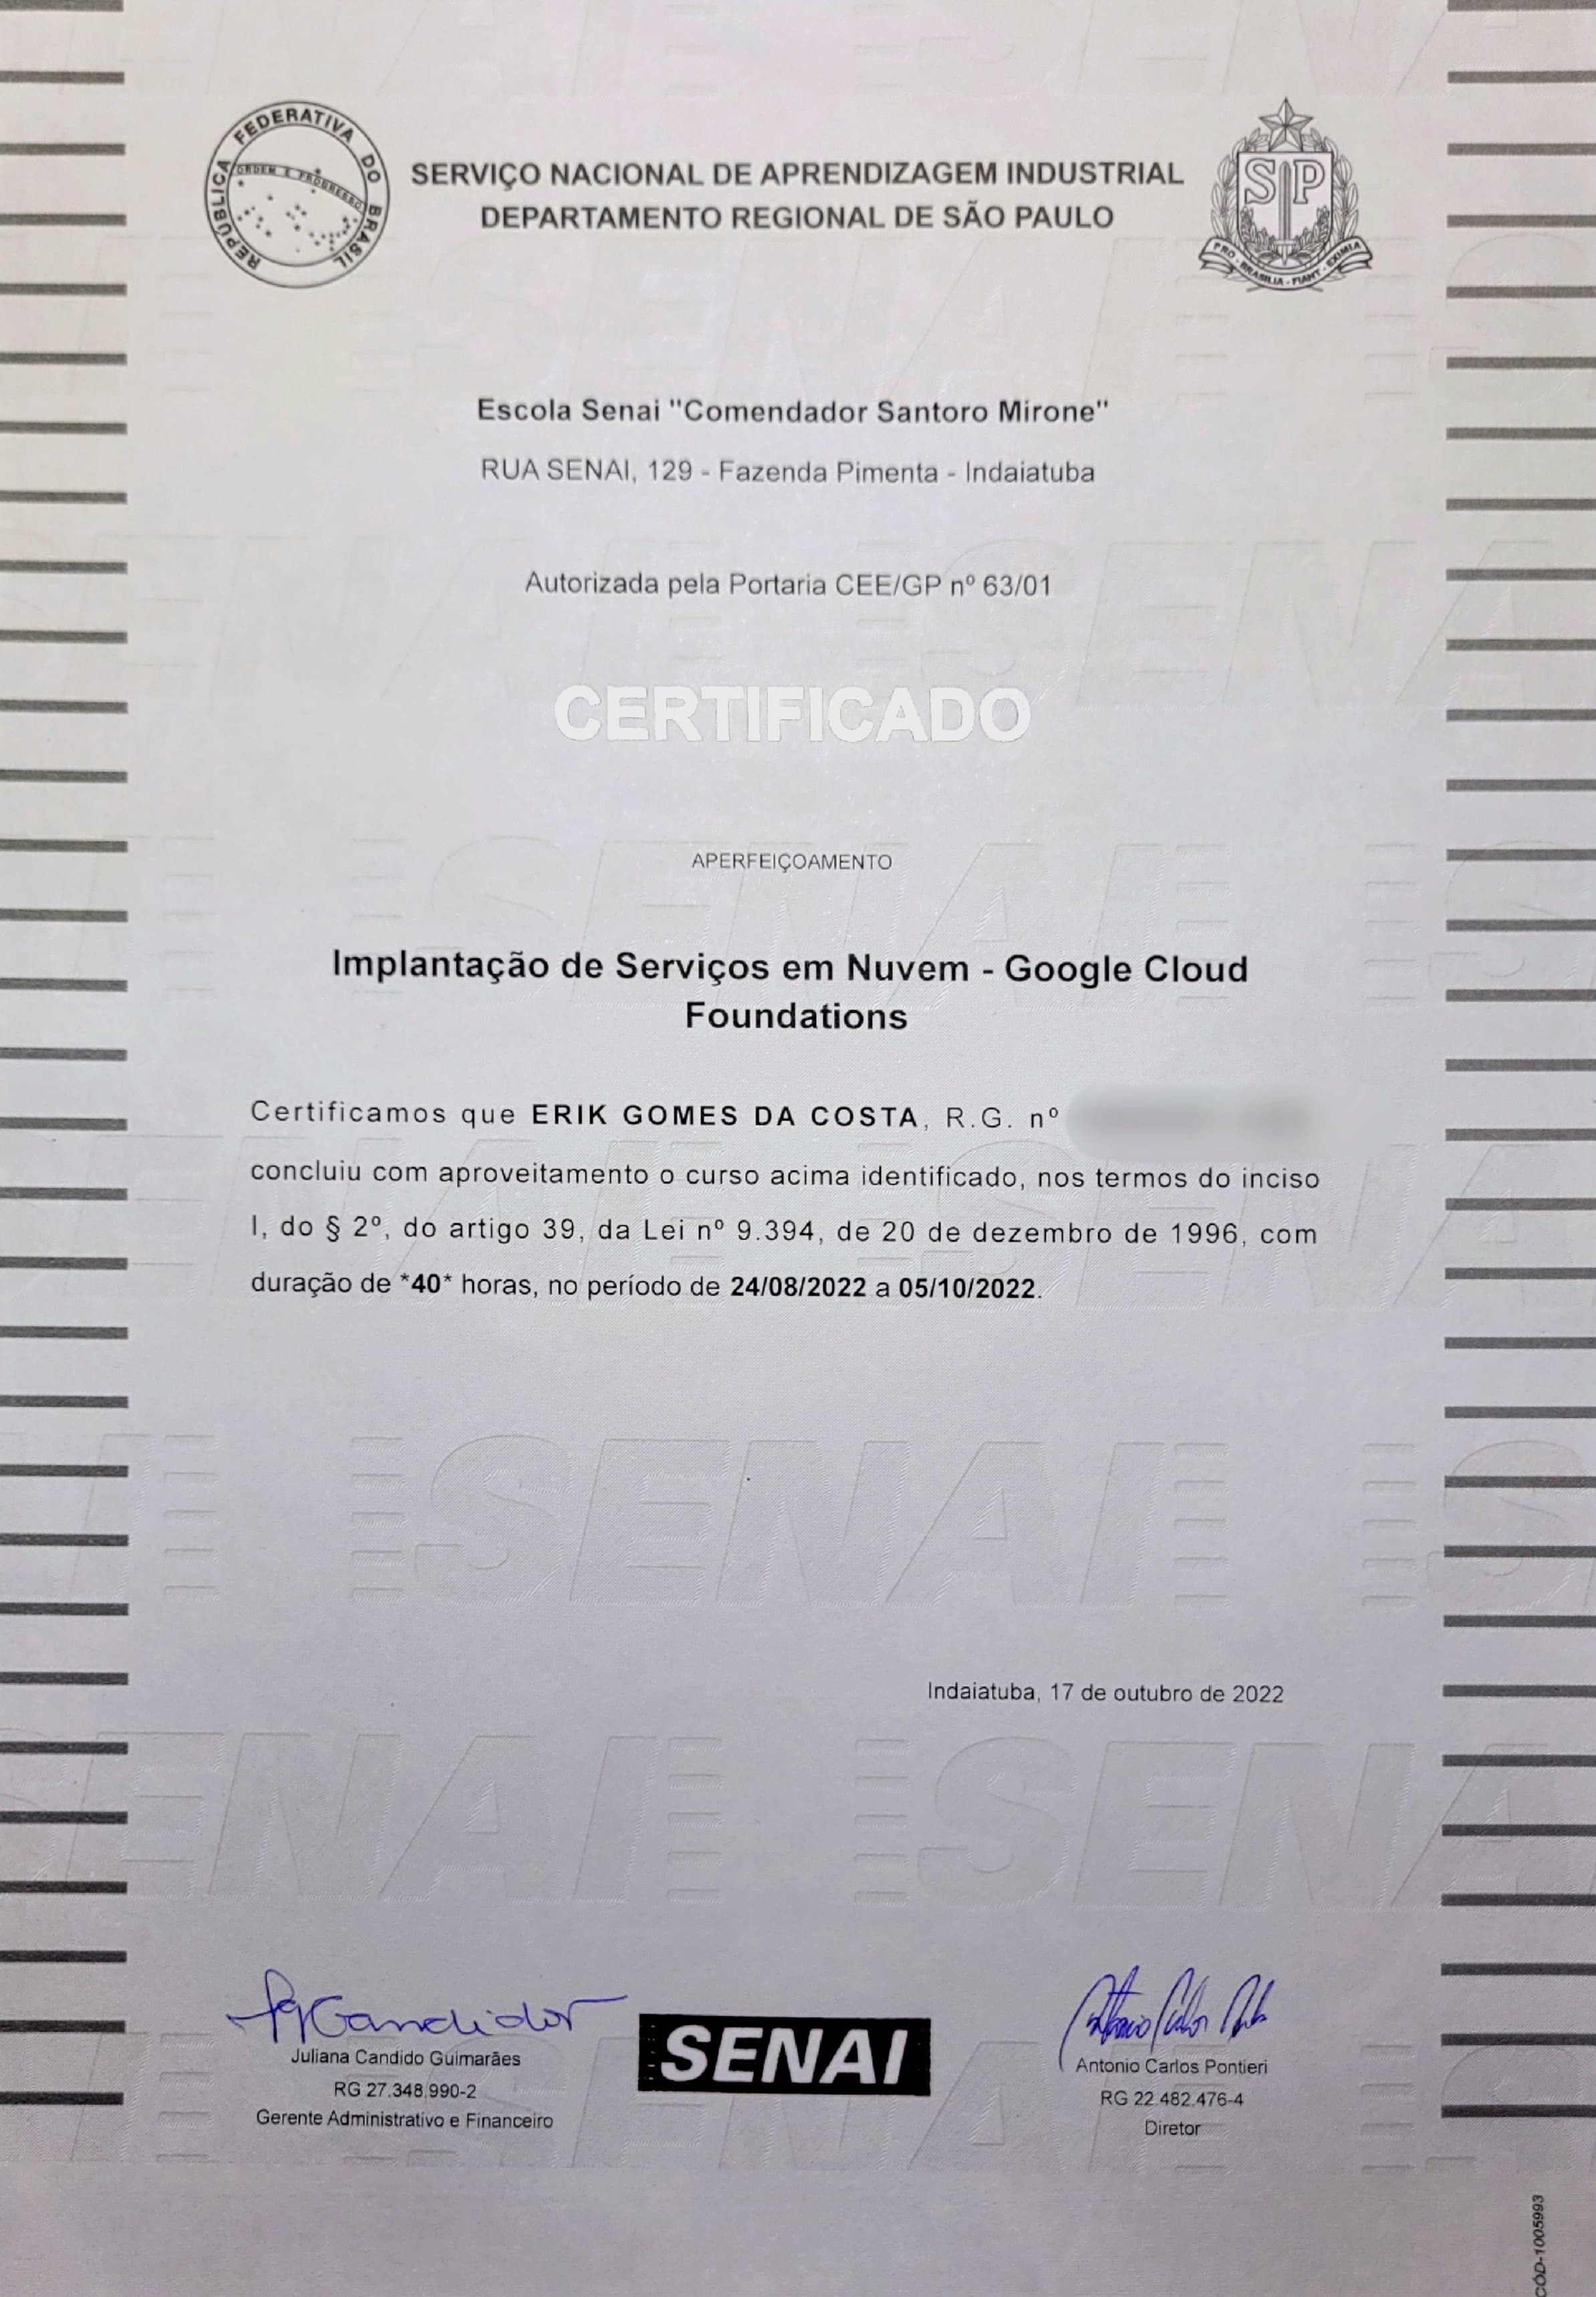 REPÚBLICA FEDERATIVA DO BRASIL
ORDEM E PROGRESSO
SERVIÇO NACIONAL DE APRENDIZAGEM INDUSTRIAL
DEPARTAMENTO REGIONAL DE SÃO PAULO
SP
PRO - BRASILIA - FIANT - EXIMIA
Escola Senai "Comendador Santoro Mirone"
RUA SENAI, 129 - Fazenda Pimenta - Indaiatuba
Autorizada pela Portaria CEE/GP nº 63/01
CERTIFICADO
APERFEIÇOAMENTO
Implantação de Serviços em Nuvem - Google Cloud
Foundations
Certificamos que ERIK GOMES DA COSTA, R.G. nº
concluiu com aproveitamento o curso acima identificado, nos termos do inciso
I, do § 2º, do artigo 39, da Lei nº 9.394, de 20 de dezembro de 1996, com
duração de *40* horas, no período de 24/08/2022 a 05/10/2022.
Indaiatuba, 17 de outubro de 2022
Juliana Candido Guimarães
RG 27.348.990-2
Gerente Administrativo e Financeiro
SENAI
Antonio Carlos Pontieri
RG 22.482.476-4
Diretor
CÓD-1005993